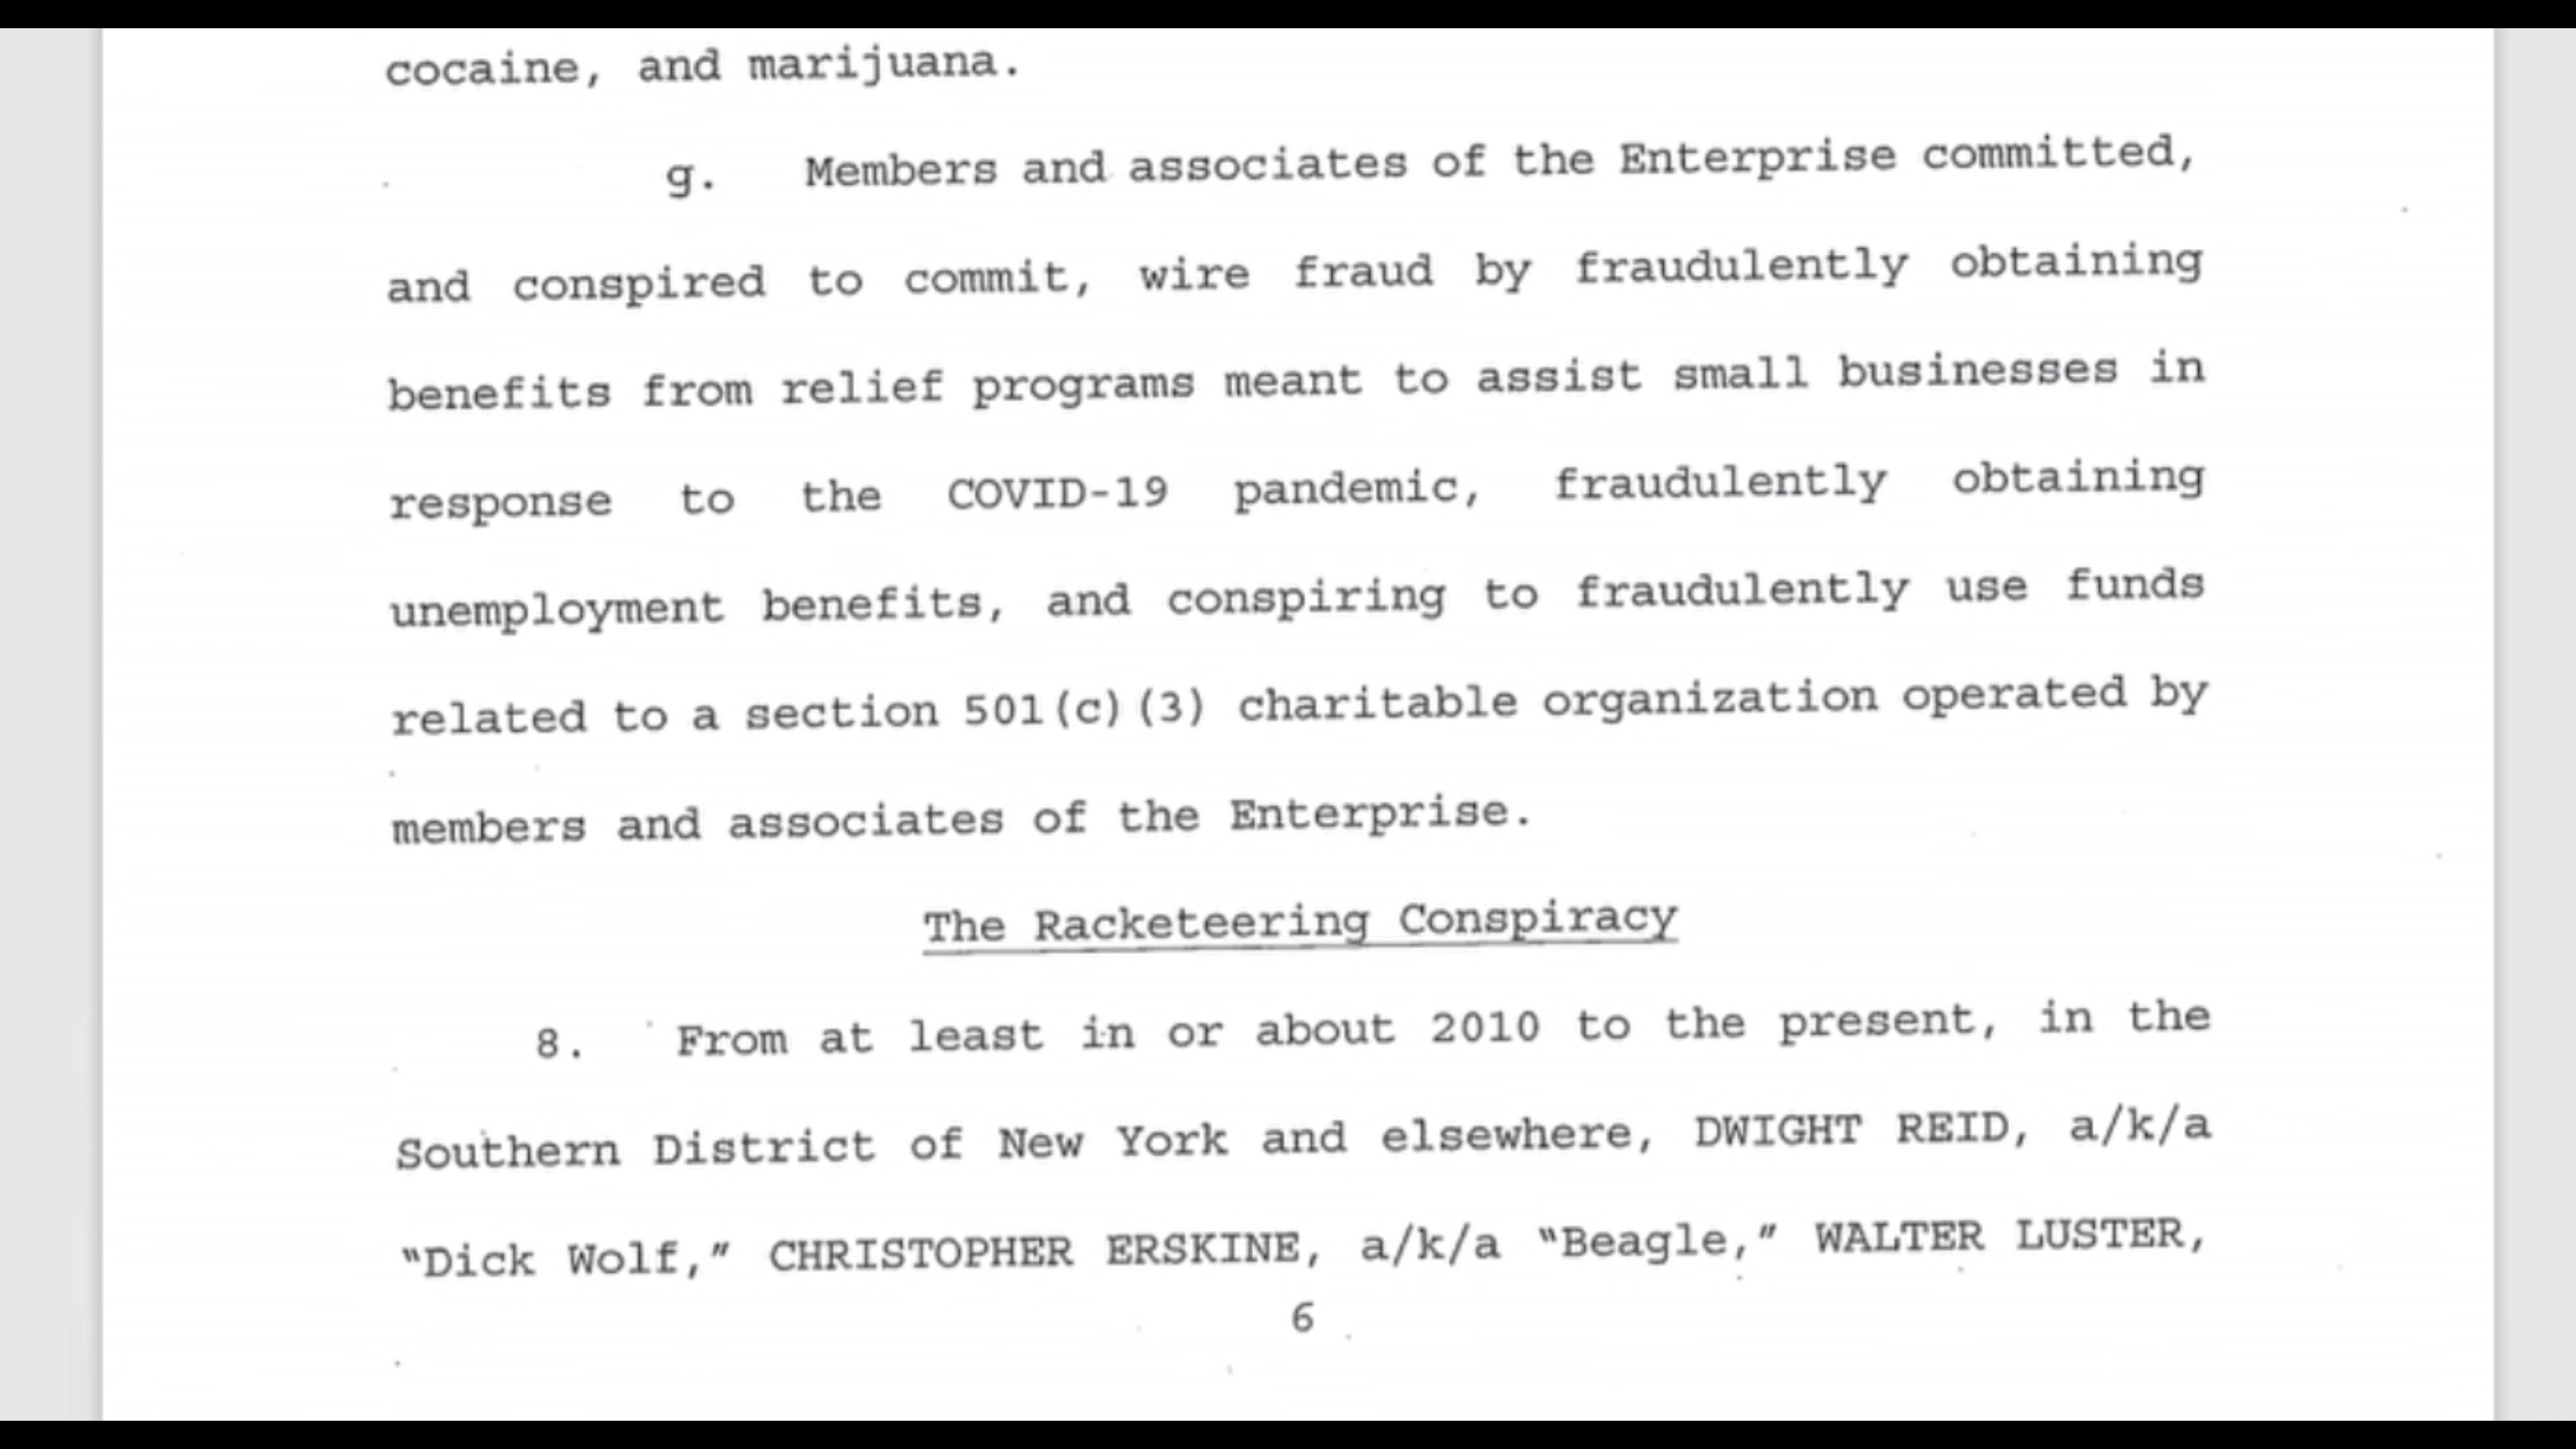 cocaine, and marijuana.
g. Members and associates of the Enterprise committed,
and conspired to commit, wire fraud by fraudulently obtaining
benefits from relief programs meant to assist small businesses in
response to the COVID-19 pandemic, fraudulently obtaining
unemployment benefits, and conspiring to fraudulently use funds
related to a section 501(c)(3) charitable organization operated by
members and associates of the Enterprise.
The Racketeering Conspiracy
8. From at least in or about 2010 to the present, in the
Southern District of New York and elsewhere, DWIGHT REID, a/k/a
“Dick Wolf,” CHRISTOPHER ERSKINE, a/k/a “Beagle,” WALTER LUSTER,
6